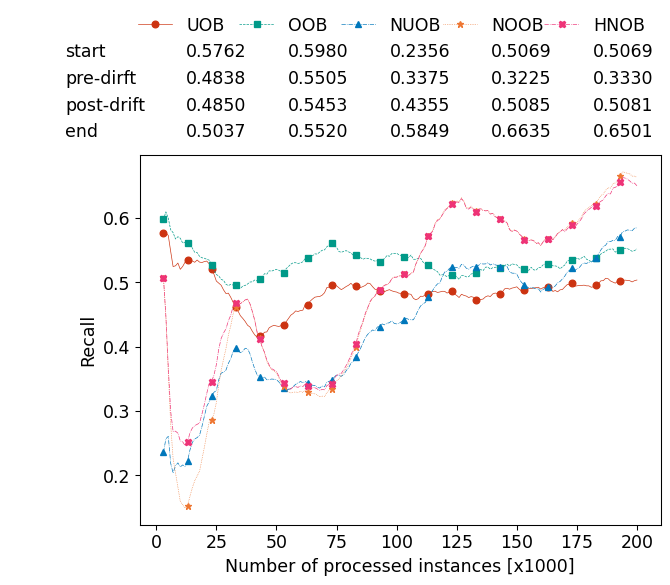 UOB OOB NUOB NOOB HNOB
start 0.5762 0.5980 0.2356 0.5069 0.5069
pre-dirft 0.4838 0.5505 0.3375 0.3225 0.3330
post-drift 0.4850 0.5453 0.4355 0.5085 0.5081
end 0.5037 0.5520 0.5849 0.6635 0.6501
0.6
0.5
0.4
0.3
0.2
Recall
0 25 50 75 100 125 150 175 200
Number of processed instances [x1000]